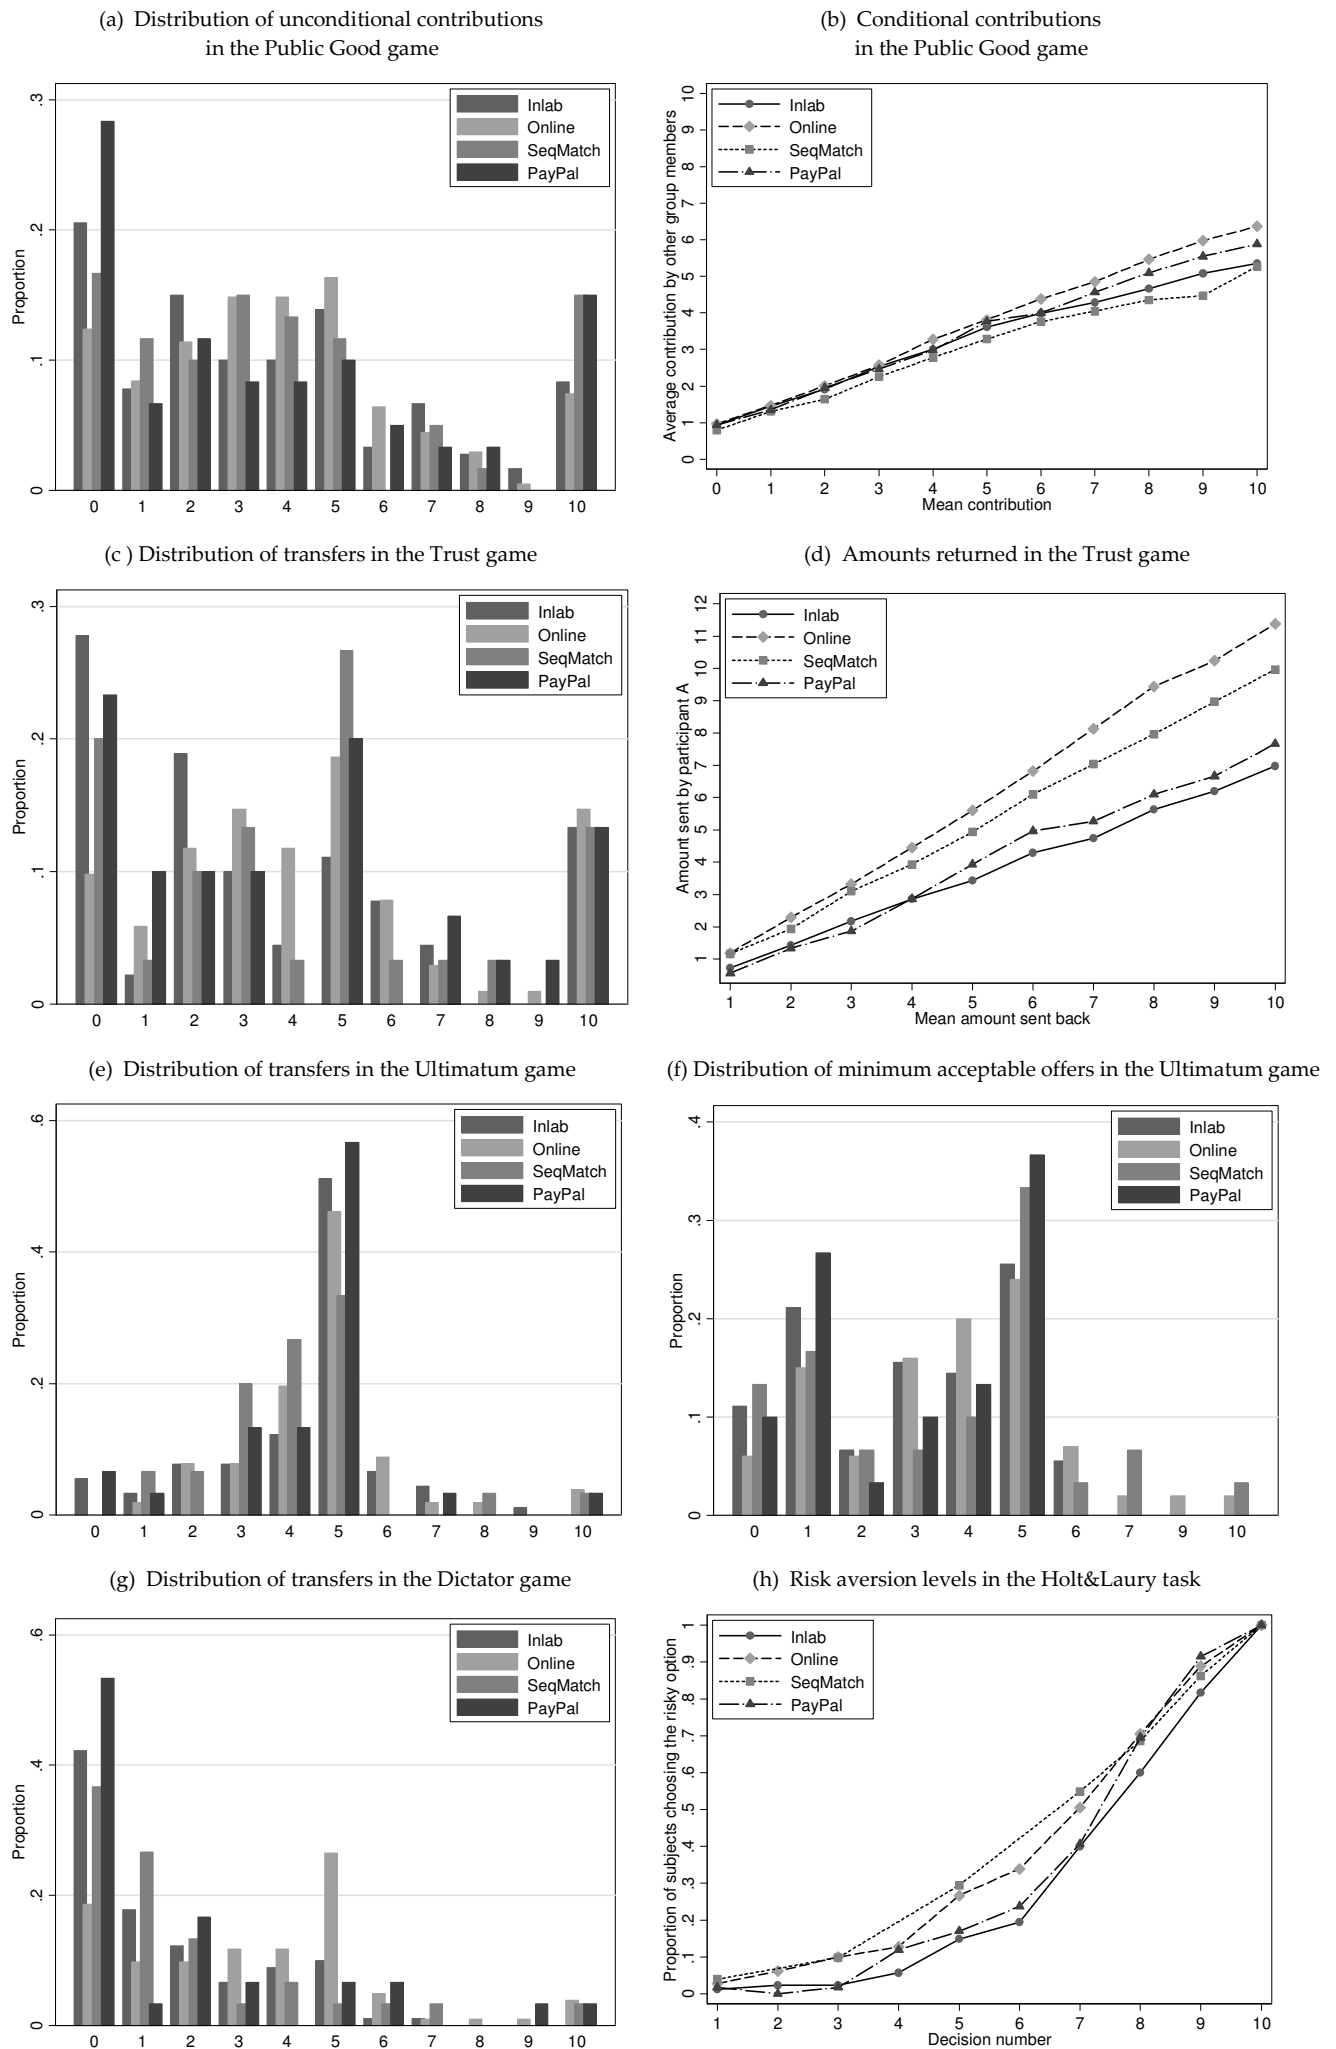 (a) Distribution of unconditional contributions
in the Public Good game
.3
.2
.1
0
Proportion
Inlab
Online
SeqMatch
PayPal
0 1 2 3 4 5 6 7 8 9 10
(b) Conditional contributions
in the Public Good game
10
9
8
7
6
5
4
3
2
1
0
Average contribution by other group members
Inlab
Online
SeqMatch
PayPal
0 1 2 3 4 5 6 7 8 9 10
Mean contribution
(c ) Distribution of transfers in the Trust game
.3
.2
.1
0
Proportion
Inlab
Online
SeqMatch
PayPal
0 1 2 3 4 5 6 7 8 9 10
(d) Amounts returned in the Trust game
12
11
10
9
8
7
6
5
4
3
2
1
Amount sent by participant A
Inlab
Online
SeqMatch
PayPal
1 2 3 4 5 6 7 8 9 10
Mean amount sent back
(e) Distribution of transfers in the Ultimatum game
.6
.4
.2
0
Proportion
Inlab
Online
SeqMatch
PayPal
0 1 2 3 4 5 6 7 8 9 10
(f) Distribution of minimum acceptable offers in the Ultimatum game
.4
.3
.2
.1
0
Proportion
Inlab
Online
SeqMatch
PayPal
0 1 2 3 4 5 6 7 9 10
(g) Distribution of transfers in the Dictator game
.6
.4
.2
0
Proportion
Inlab
Online
SeqMatch
PayPal
0 1 2 3 4 5 6 7 8 9 10
(h) Risk aversion levels in the Holt&Laury task
1
.9
.8
.7
.6
.5
.4
.3
.2
.1
0
Proportion of subjects choosing the risky option
Inlab
Online
SeqMatch
PayPal
1 2 3 4 5 6 7 8 9 10
Decision number